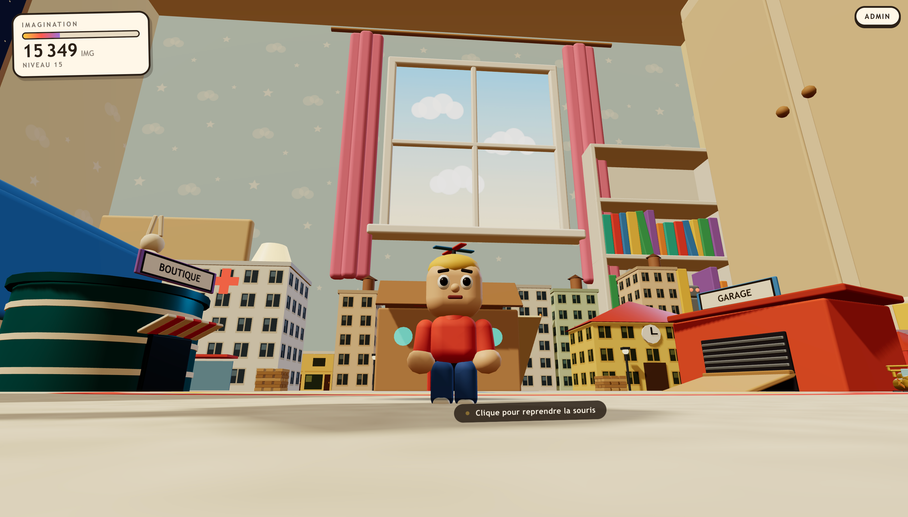 IMAGINATION
15 349 IMG
NIVEAU 15
ADMIN
BOUTIQUE
GARAGE
Clique pour reprendre la souris